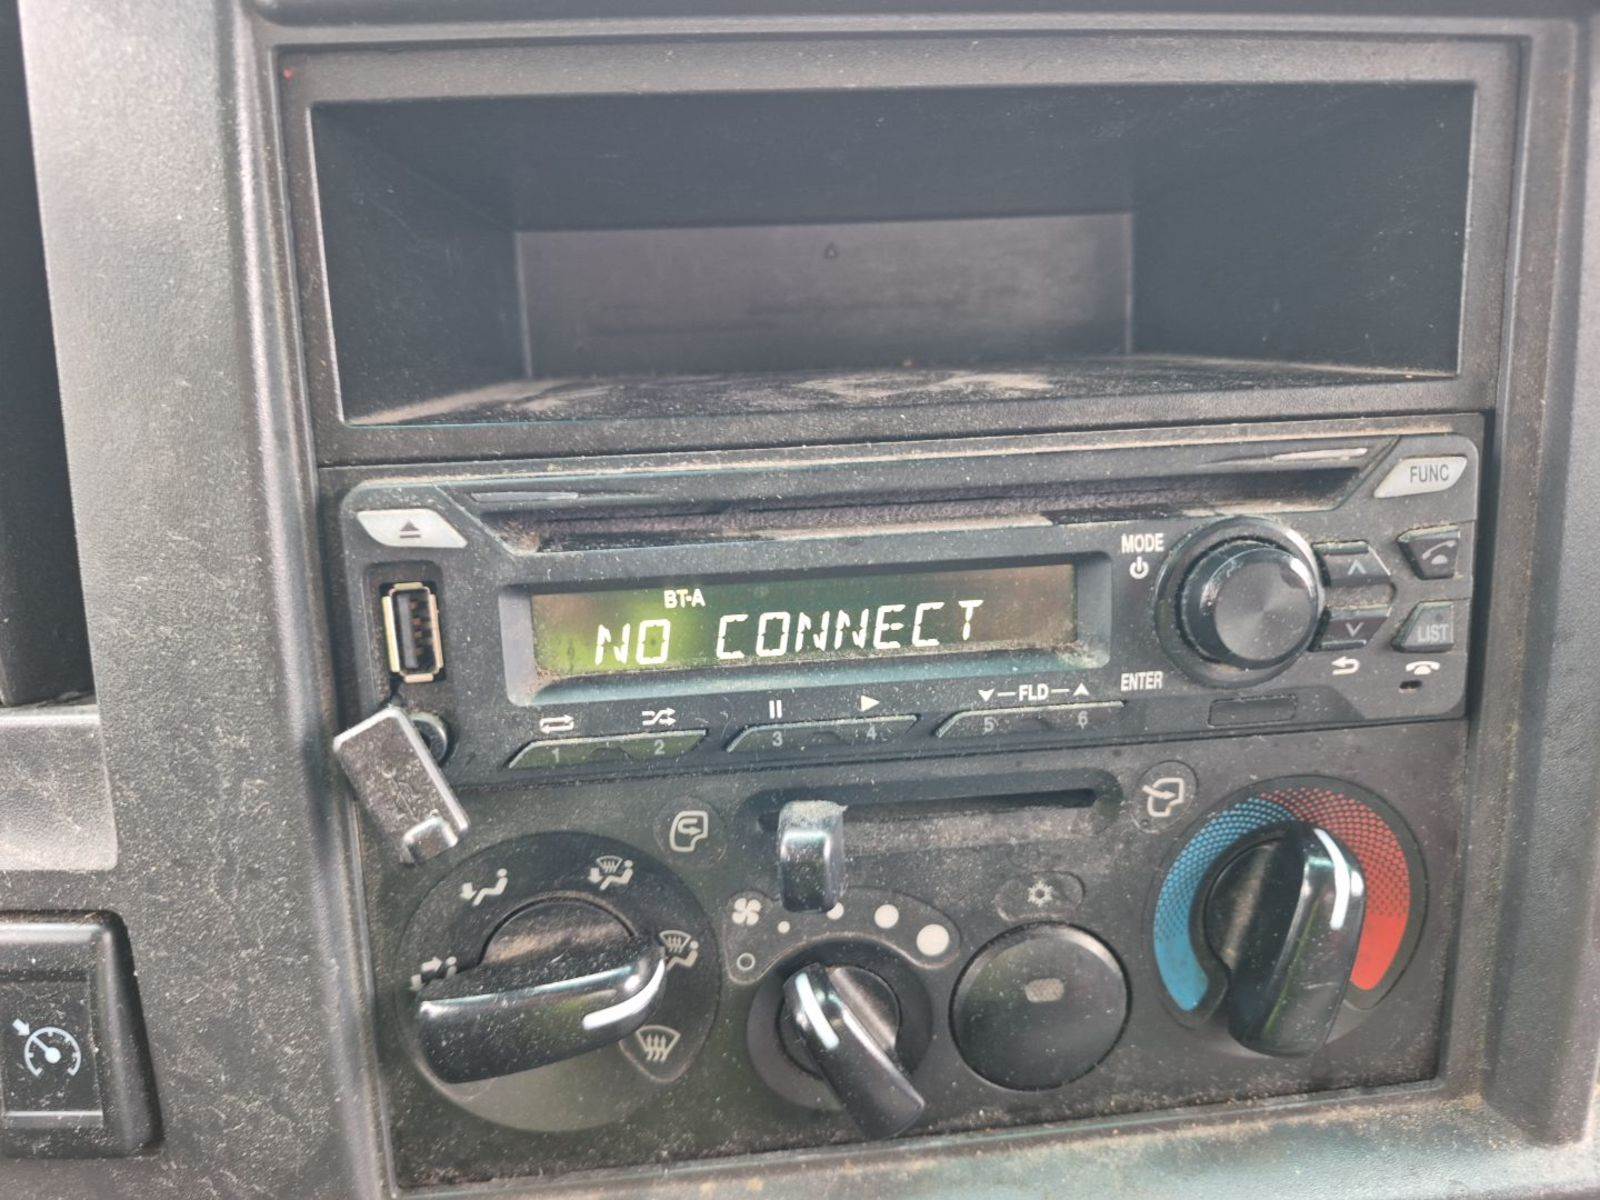 FUNC
MODE
BT-A
NO CONNECT
LIST
ENTER
FLD
1 2 3 4 5 6